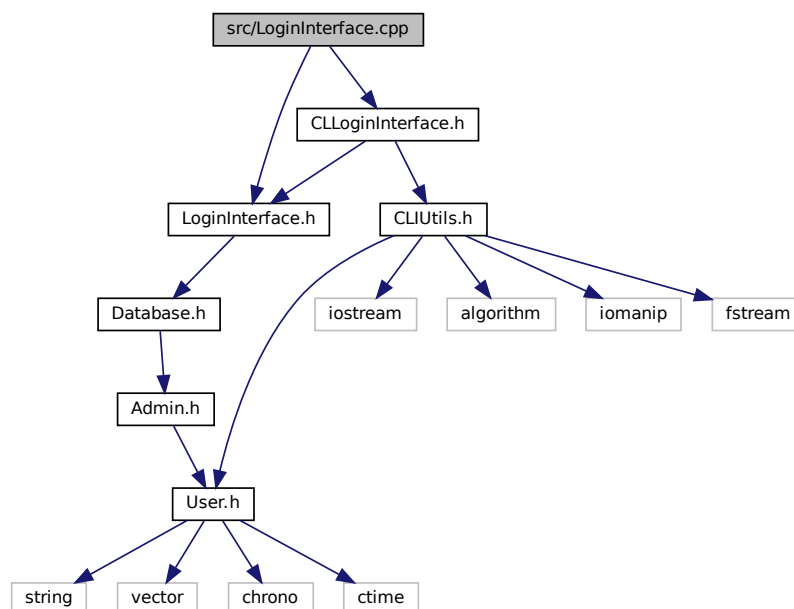 src/LoginInterface.cpp
CLLoginInterface.h
LoginInterface.h
CLIUtils.h
Database.h
iostream
algorithm
iomanip
fstream
Admin.h
User.h
string
vector
chrono
ctime